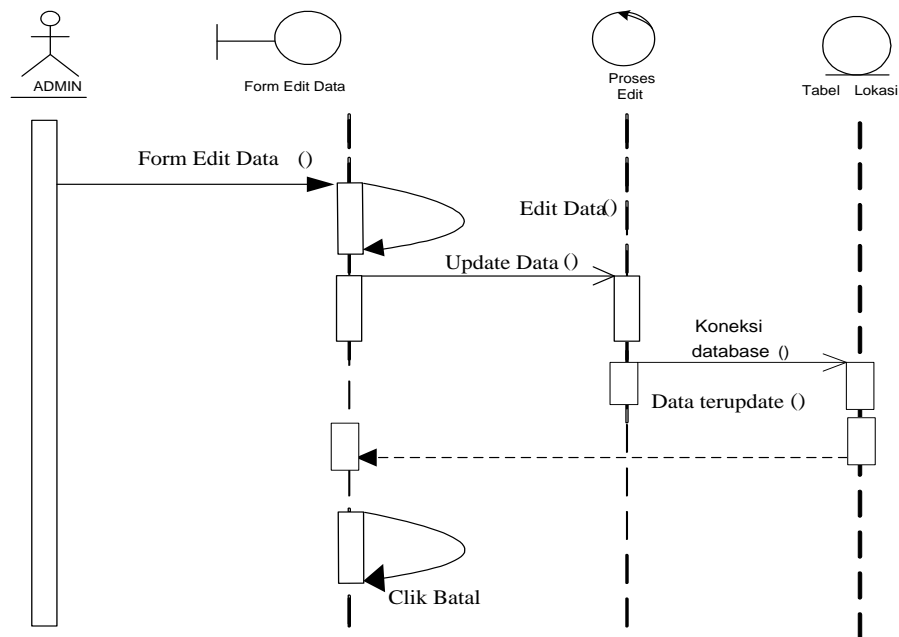 ADMIN
Form Edit Data
Proses
Edit
Tabel Lokasi
Form Edit Data ()
Edit Data()
Update Data ()
Koneksi
database ()
Data terupdate ()
Clik Batal